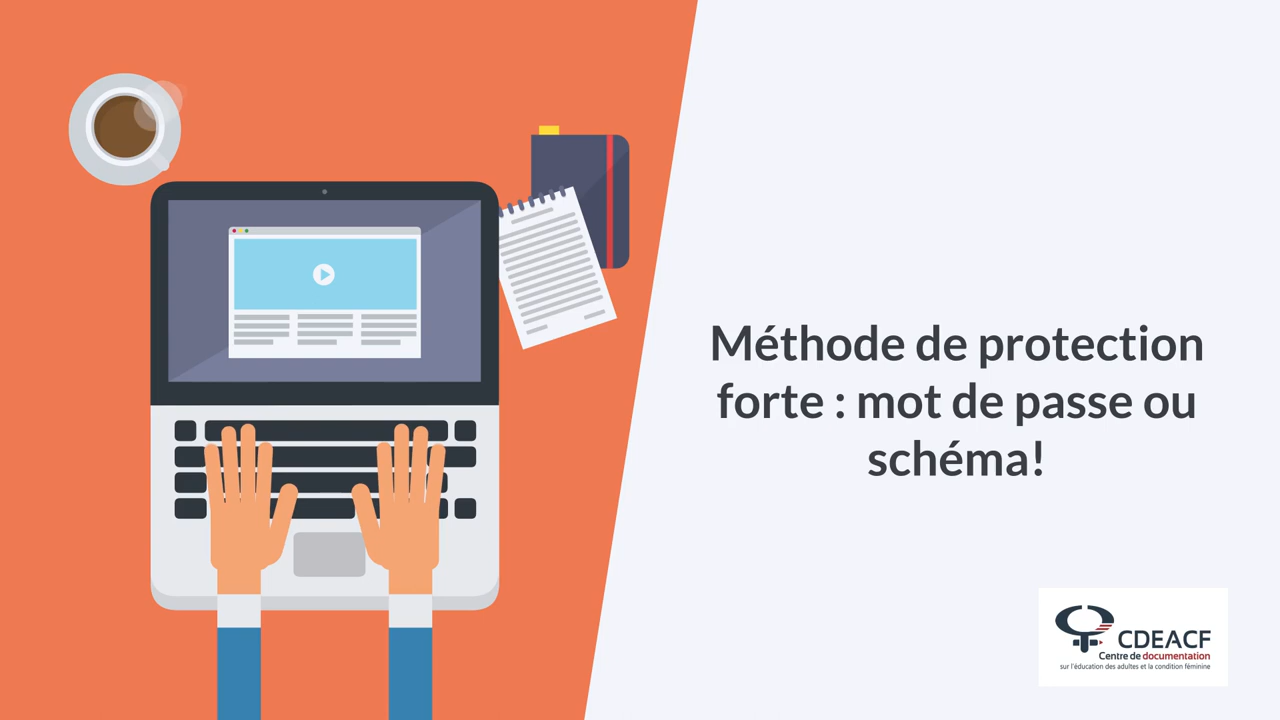 Méthode de protection
forte : mot de passe ou
schéma!
CDEACF
Centre de documentation
sur l'éducation des adultes et la condition féminine